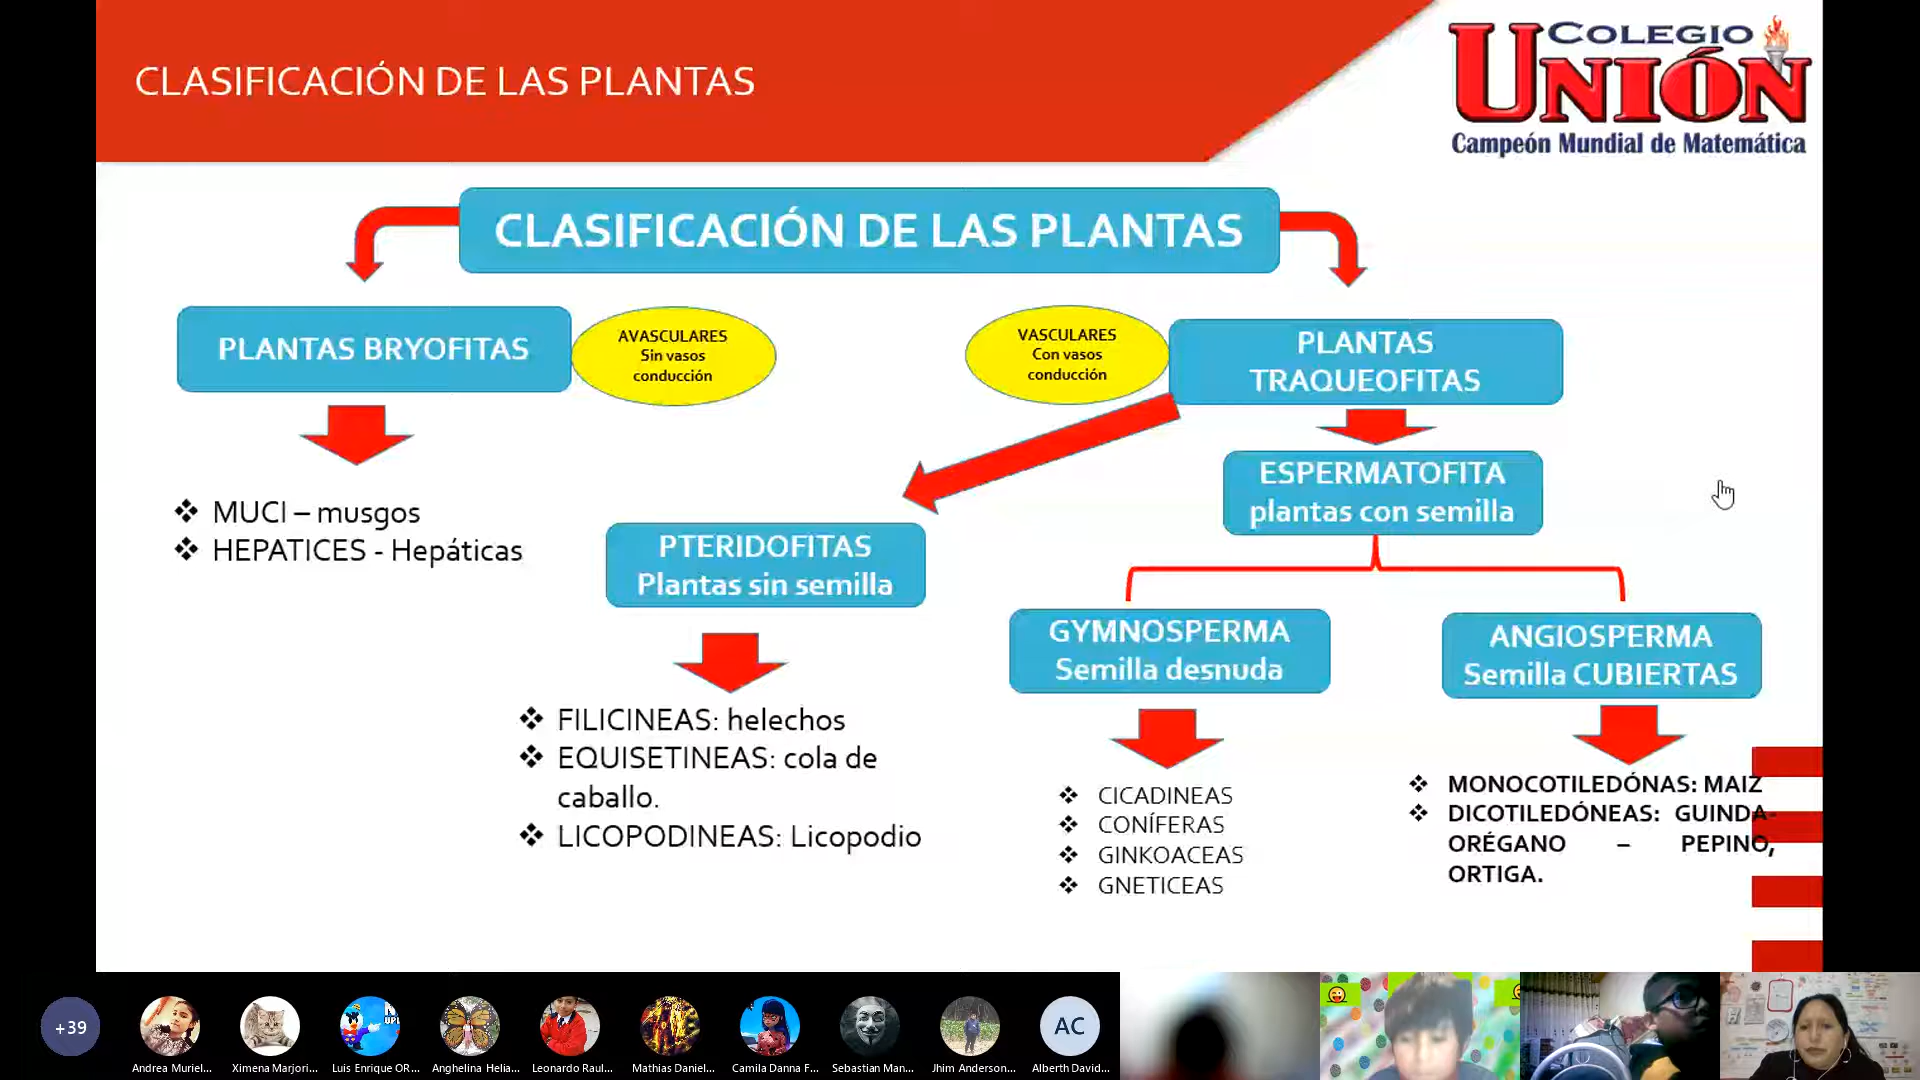 CLASIFICACIÓN DE LAS PLANTAS
COLEGIO
UNIÓN
Campeón Mundial de Matemática
CLASIFICACIÓN DE LAS PLANTAS
PLANTAS BRYOFITAS
AVASCULARES
Sin vasos
conducción
VASCULARES
Con vasos
conducción
PLANTAS
TRAQUEOFITAS
❖ MUCI – musgos
❖ HEPATICES - Hepáticas
ESPERMATOFITA
plantas con semilla
PTERIDOFITAS
Plantas sin semilla
GYMNOSPERMA
Semilla desnuda
ANGIOSPERMA
Semilla CUBIERTAS
❖ FILICINEAS: helechos
❖ EQUISETINEAS: cola de
caballo.
❖ LICOPODINEAS: Licopodio
❖ CICADINEAS
❖ CONÍFERAS
❖ GINKOACEAS
❖ GNETICEAS
❖ MONOCOTILEDÓNAS: MAIZ
❖ DICOTILEDÓNEAS: GUINDA-
ORÉGANO – PEPINO,
ORTIGA.
+39
AC
Andrea Muriel...
Ximena Marjori...
Luis Enrique OR...
Anghelina Helia...
Leonardo Raul...
Mathias Daniel...
Camila Danna F...
Sebastian Man...
Jhim Anderson...
Alberth David...